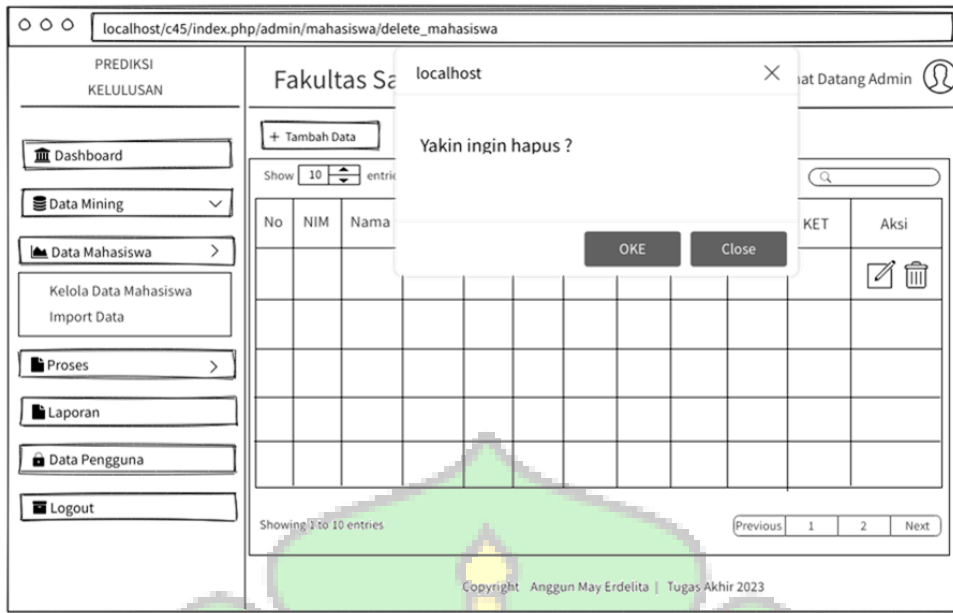 localhost/c45/index.php/admin/mahasiswa/delete_mahasiswa
PREDIKSI
KELULUSAN
Dashboard
Data Mining
Data Mahasiswa
Kelola Data Mahasiswa
Import Data
Proses
Laporan
Data Pengguna
Logout
Fakultas Sa
at Datang Admin
localhost
Yakin ingin hapus ?
OKE
Close
+ Tambah Data
Show 10 entrie
No NIM Nama KET Aksi
Showing 1 to 10 entries
Previous 1 2 Next
Copyright Anggun May Erdelita | Tugas Akhir 2023